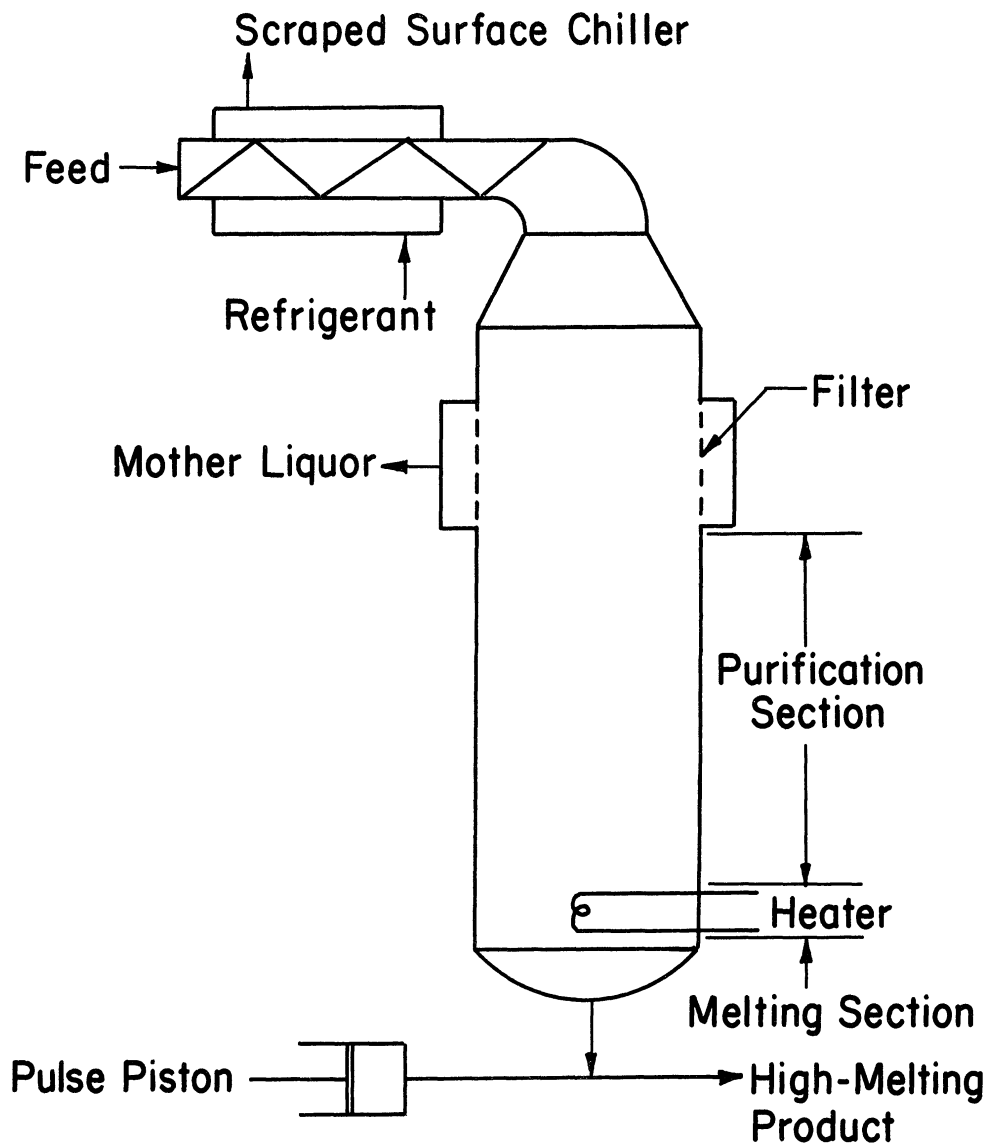 Scraped Surface Chiller
Feed
Refrigerant
Filter
Mother Liquor
Purification
Section
Heater
Melting Section
Pulse Piston
High-Melting
Product